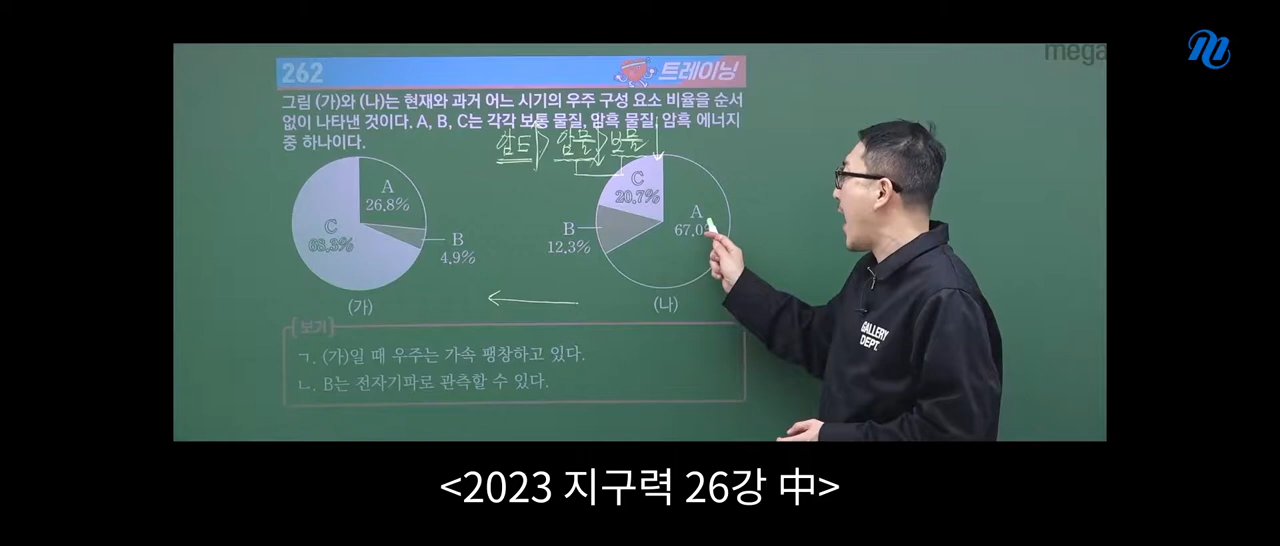 mega
262
트레이닝
그림 (가)와 (나)는 현재와 과거 어느 시기의 우주 구성 요소 비율을 순서
없이 나타낸 것이다. A, B, C는 각각 보통 물질, 암흑 물질, 암흑 에너지
중 하나이다.
암E > 암물 > 보물
A
26.8%
C
68.3%
B
4.9%
(가)
C
20.7%
A
67.0
B
12.3%
(나)
보기
ㄱ. (가)일 때 우주는 가속 팽창하고 있다.
ㄴ. B는 전자기파로 관측할 수 있다.
GALLERY
DEPT.
<2023 지구력 26강 中>